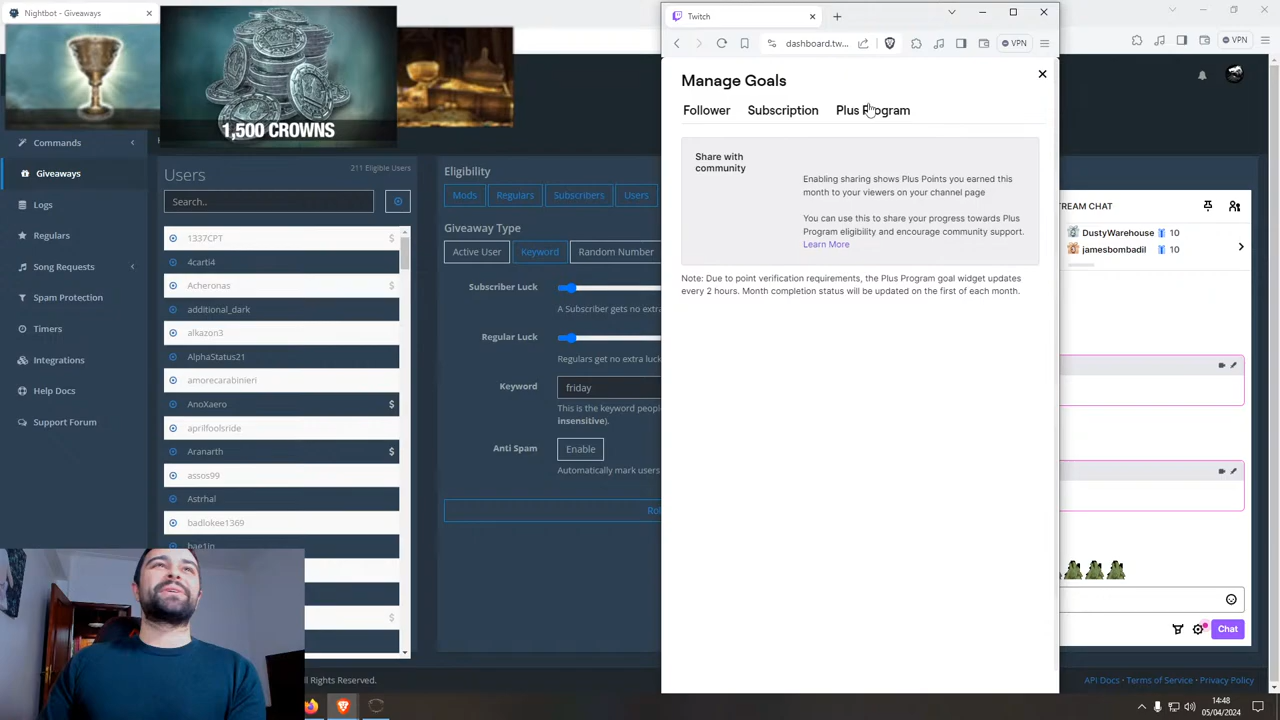 Nightbot - Giveaways
1,500 CROWNS
Commands
Giveaways
Logs
Regulars
Song Requests
Spam Protection
Timers
Integrations
Help Docs
Support Forum
Users
211 Eligible Users
Search..
1337CPT $
4carti4
Acheronas $
additional_dark
alkazon3
AlphaStatus21
amorecarabinieri
AnoXaero $
aprilfoolsride
Aranarth $
assos99
Astrhal
badlokee1369
bae1in
$
Eligibility
Mods
Regulars
Subscribers
Users
Giveaway Type
Active User
Keyword
Random Number
Subscriber Luck
A Subscriber gets no extra
Regular Luck
Regulars get no extra luck
Keyword
friday
This is the keyword peopl
insensitive).
Anti Spam
Enable
Automatically mark users
Rol
All Rights Reserved.
Twitch
dashboard.tw...
VPN
Manage Goals
Follower
Subscription
Plus Program
Share with
community
Enabling sharing shows Plus Points you earned this
month to your viewers on your channel page
You can use this to share your progress towards Plus
Program eligibility and encourage community support.
Learn More
Note: Due to point verification requirements, the Plus Program goal widget updates
every 2 hours. Month completion status will be updated on the first of each month.
VPN
TREAM CHAT
DustyWarehouse 10
jamesbombadil 10
Chat
API Docs • Terms of Service • Privacy Policy
14:48
05/04/2024